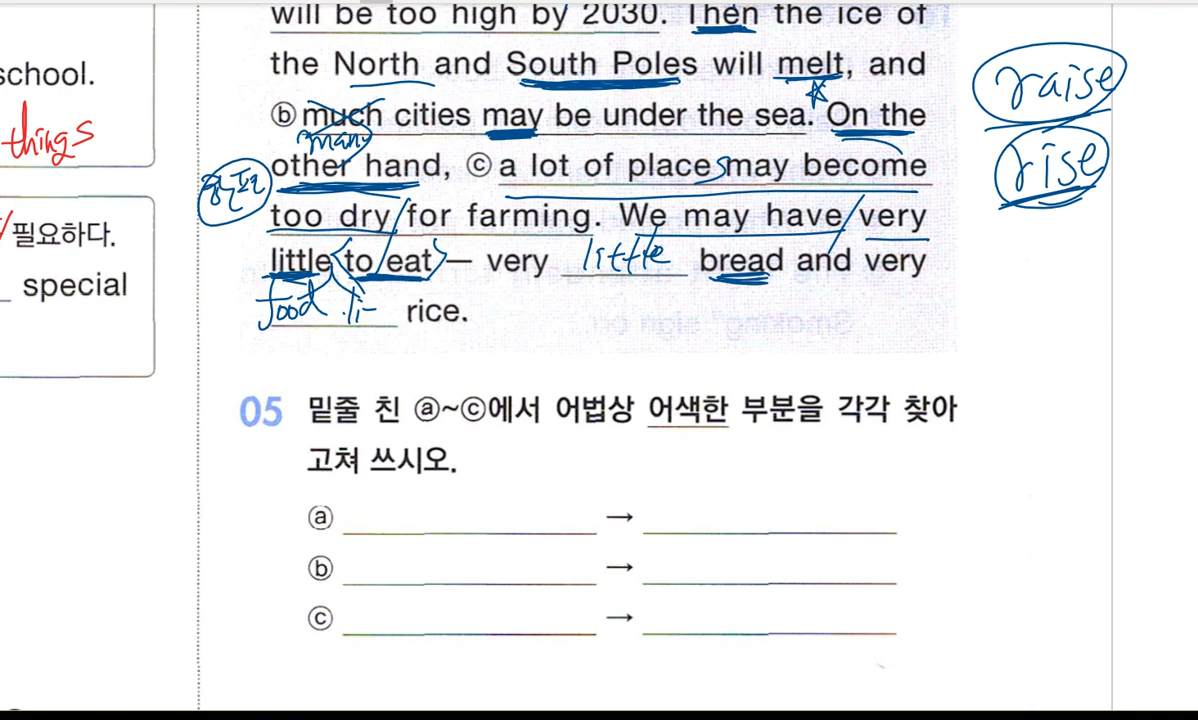 will be too high by 2030. Then the ice of
the North and South Poles will melt, and
ⓑ much cities may be under the sea. On the
many
other hand, ⓒ a lot of places may become
too dry for farming. We may have very
little to eat — very little bread and very
food rice.
raise
rise
school.
things
필요하다.
special
05 밑줄 친 ⓐ~ⓒ에서 어법상 어색한 부분을 각각 찾아
고쳐 쓰시오.
ⓐ →
ⓑ →
ⓒ →